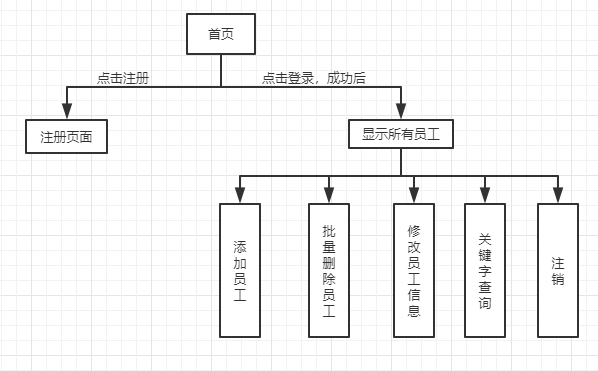 首页
点击注册
点击登录，成功后
注册页面
显示所有员工
添加员工
批量删除员工
修改员工信息
关键字查询
注销